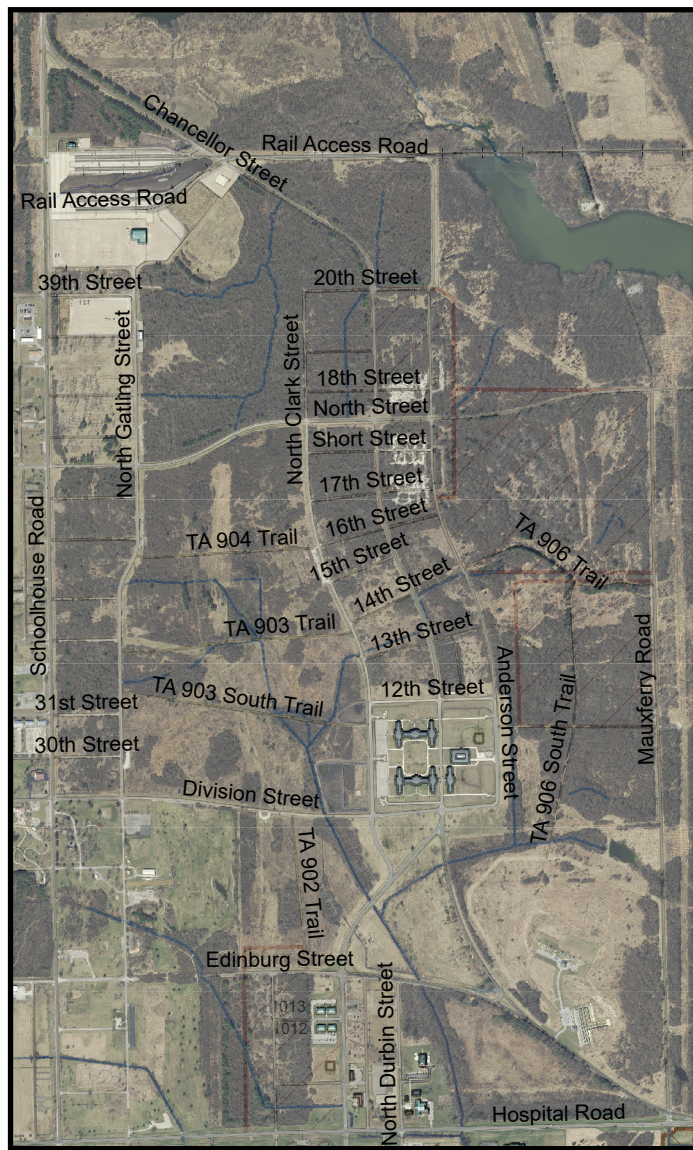 Chancellor Street
Rail Access Road
Rail Access Road
39th Street
20th Street
North Gatling Street
North Clark Street
18th Street
North Street
Short Street
17th Street
16th Street
15th Street
TA 904 Trail
TA 906 Trail
14th Street
Schoolhouse Road
TA 903 Trail
13th Street
Mauxferry Road
Anderson Street
TA 903 South Trail
12th Street
31st Street
TA 906 South Trail
30th Street
Division Street
TA 902 Trail
Edinburg Street
1013
1012
North Durbin Street
Hospital Road